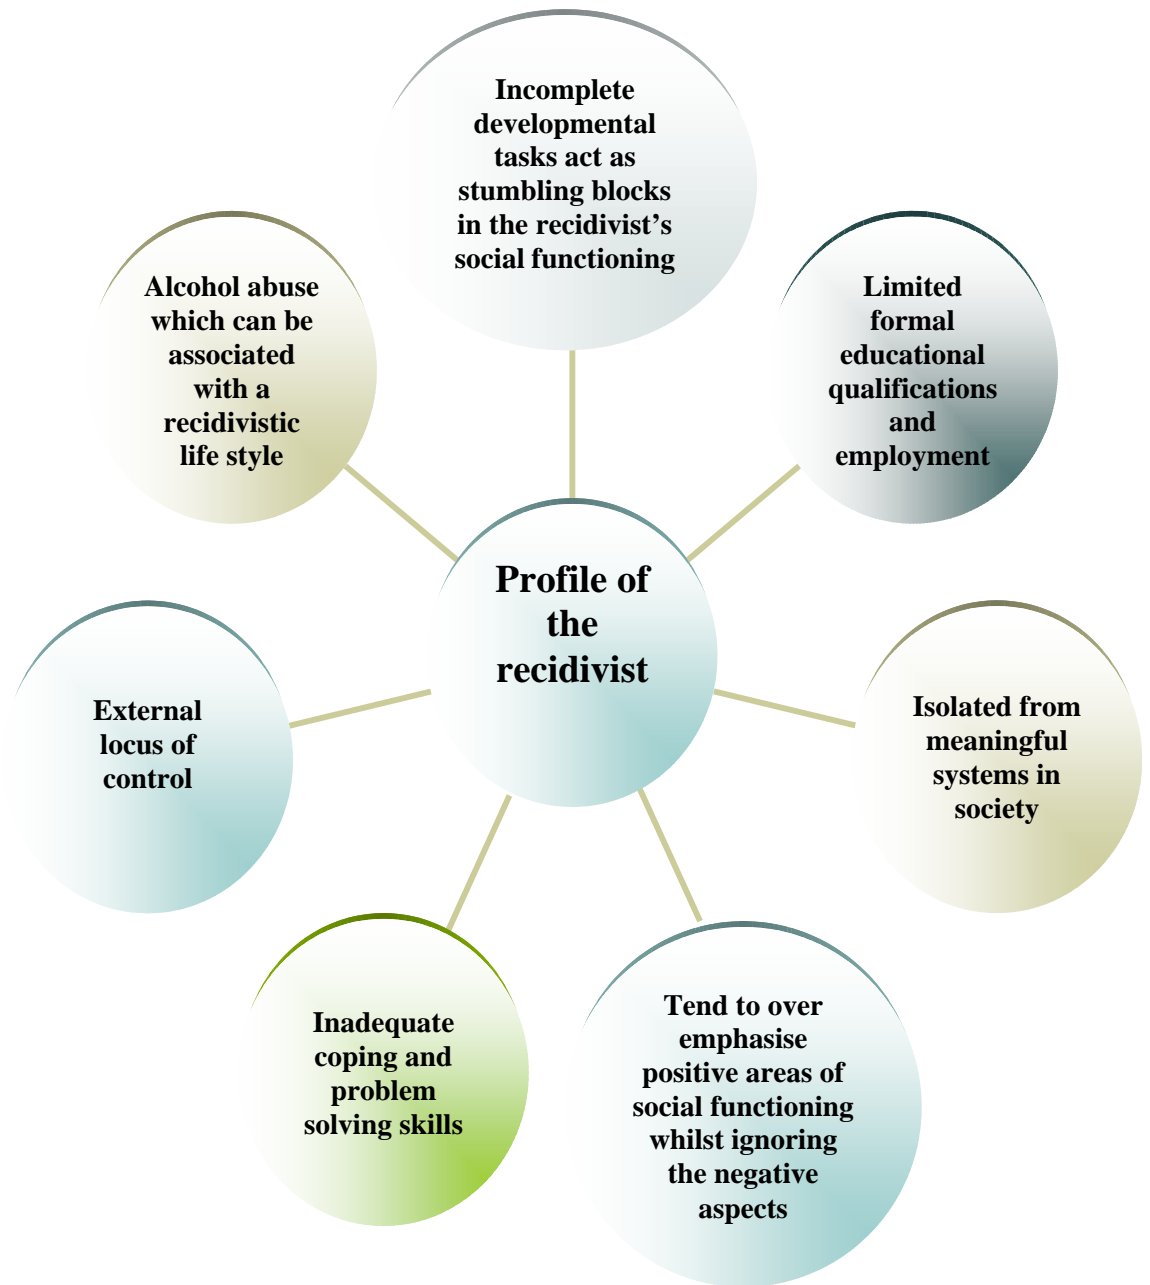 Incomplete
developmental
tasks act as
stumbling blocks
in the recidivist’s
social functioning
Alcohol abuse
which can be
associated
with a
recidivistic
life style
Limited
formal
educational
qualifications
and
employment
Profile of
the
recidivist
External
locus of
control
Isolated from
meaningful
systems in
society
Inadequate
coping and
problem
solving skills
Tend to over
emphasise
positive areas of
social functioning
whilst ignoring
the negative
aspects